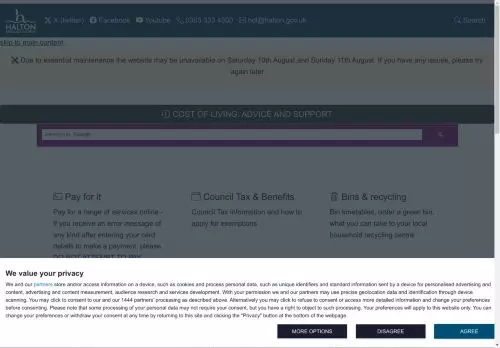 HALTON
X (twitter) Facebook Youtube 0303 333 4300 hdl@halton.gov.uk Search
skip to main content
Due to essential maintenance the website may be unavailable on Saturday 10th August and Sunday 11th August. If you have issues, please try
again later.
COST OF LIVING: ADVICE AND SUPPORT
Pay for it
Pay for a range of services online -
If you receive an error message of
any kind after entering your card
details to make a payment, please
DO NOT ATTEMPT TO PAY
Council Tax & Benefits
Council Tax information and how to
apply for exemptions
Bins & recycling
Bin timetables, order a green bin,
what you can take to your local
household recycling centre
We value your privacy
We and our partners store and/or access information on a device, such as cookies and process personal data, such as unique identifiers and standard information sent by a device for personalised advertising and
content, advertising and content measurement, audience research and services development. With your permission we and our partners may use precise geolocation data and identification through device
scanning. You may click to consent to our and our 1444 partners' processing as described above. Alternatively you may click to refuse to consent or access more detailed information and change your preferences
before consenting. Please note that some processing of your personal data may not require your consent, but you have a right to object to such processing. Your preferences will apply to this website only. You can
change your preferences or withdraw your consent at any time by returning to this site and clicking the "Privacy" button at the bottom of the webpage.
MORE OPTIONS DISAGREE AGREE